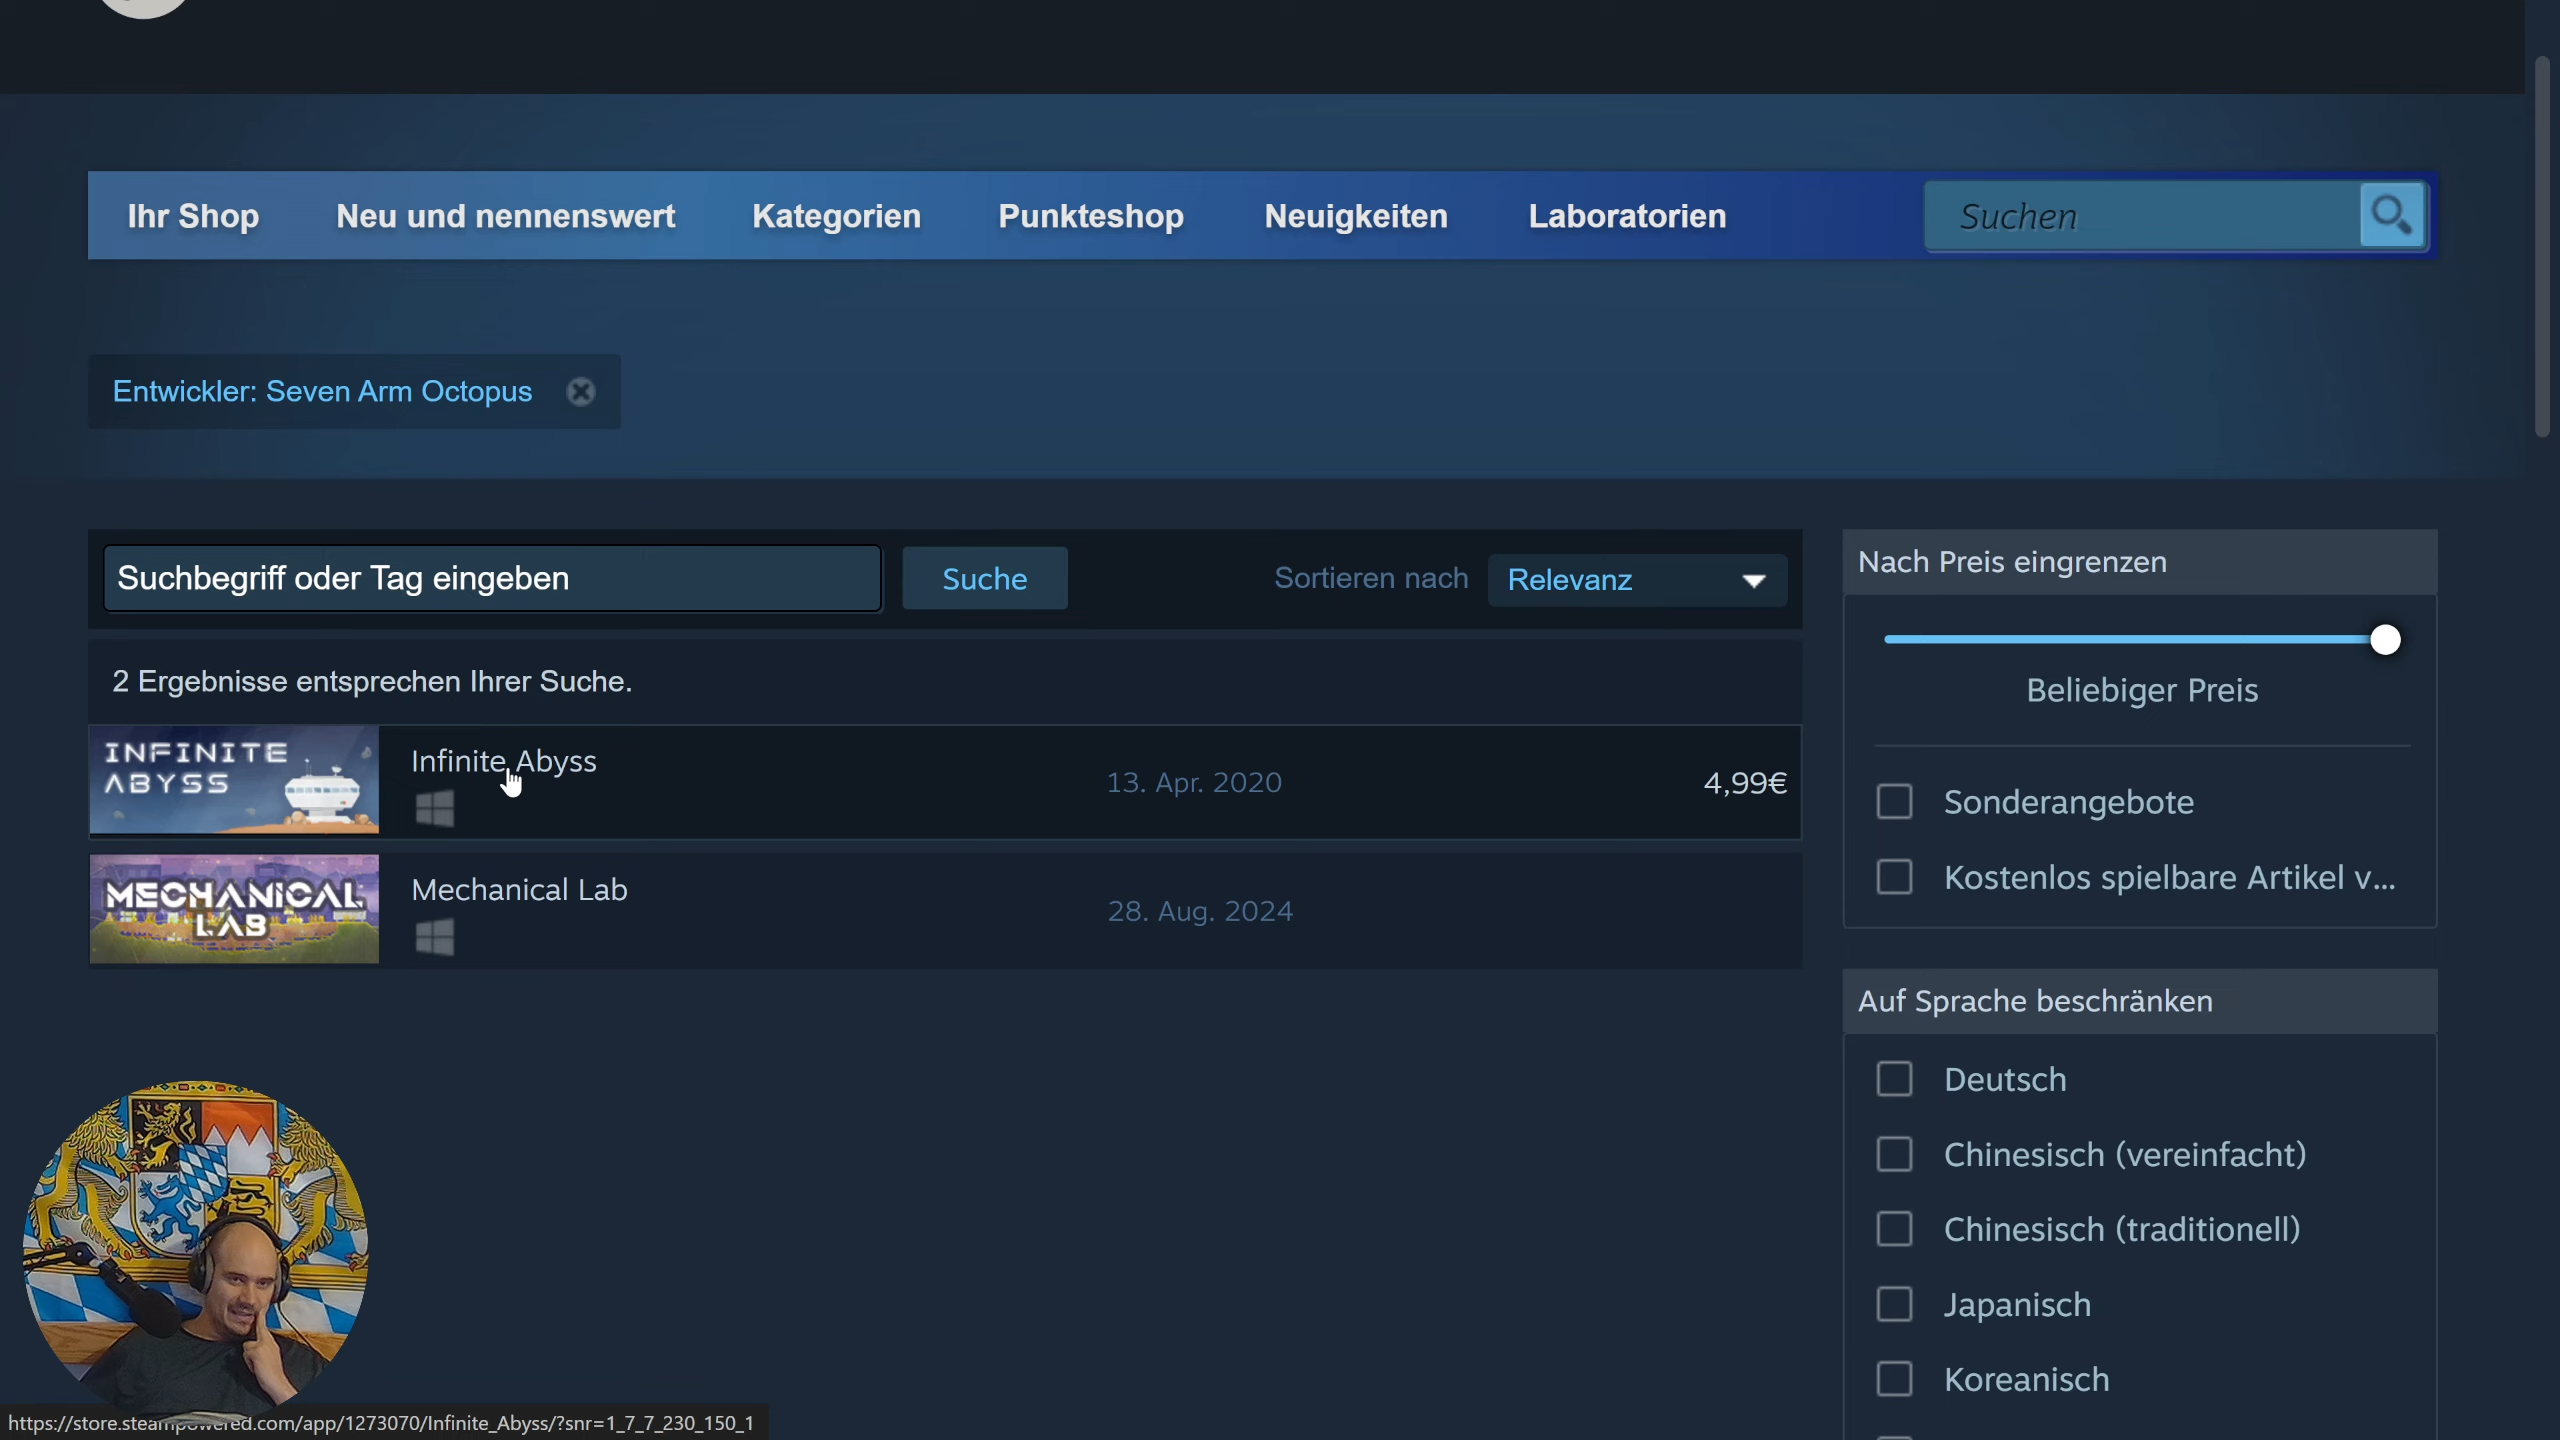 Ihr Shop
Neu und nennenswert
Kategorien
Punkteshop
Neuigkeiten
Laboratorien
Suchen
Entwickler: Seven Arm Octopus
Suchbegriff oder Tag eingeben
Suche
Sortieren nach
Relevanz
2 Ergebnisse entsprechen Ihrer Suche.
INFINITE
ABYSS
Infinite Abyss
13. Apr. 2020
4,99€
MECHANICAL
LAB
Mechanical Lab
28. Aug. 2024
Nach Preis eingrenzen
Beliebiger Preis
Sonderangebote
Kostenlos spielbare Artikel v...
Auf Sprache beschränken
Deutsch
Chinesisch (vereinfacht)
Chinesisch (traditionell)
Japanisch
Koreanisch
https://store.steampowered.com/app/1273070/Infinite_Abyss/?snr=1_7_7_230_150_1